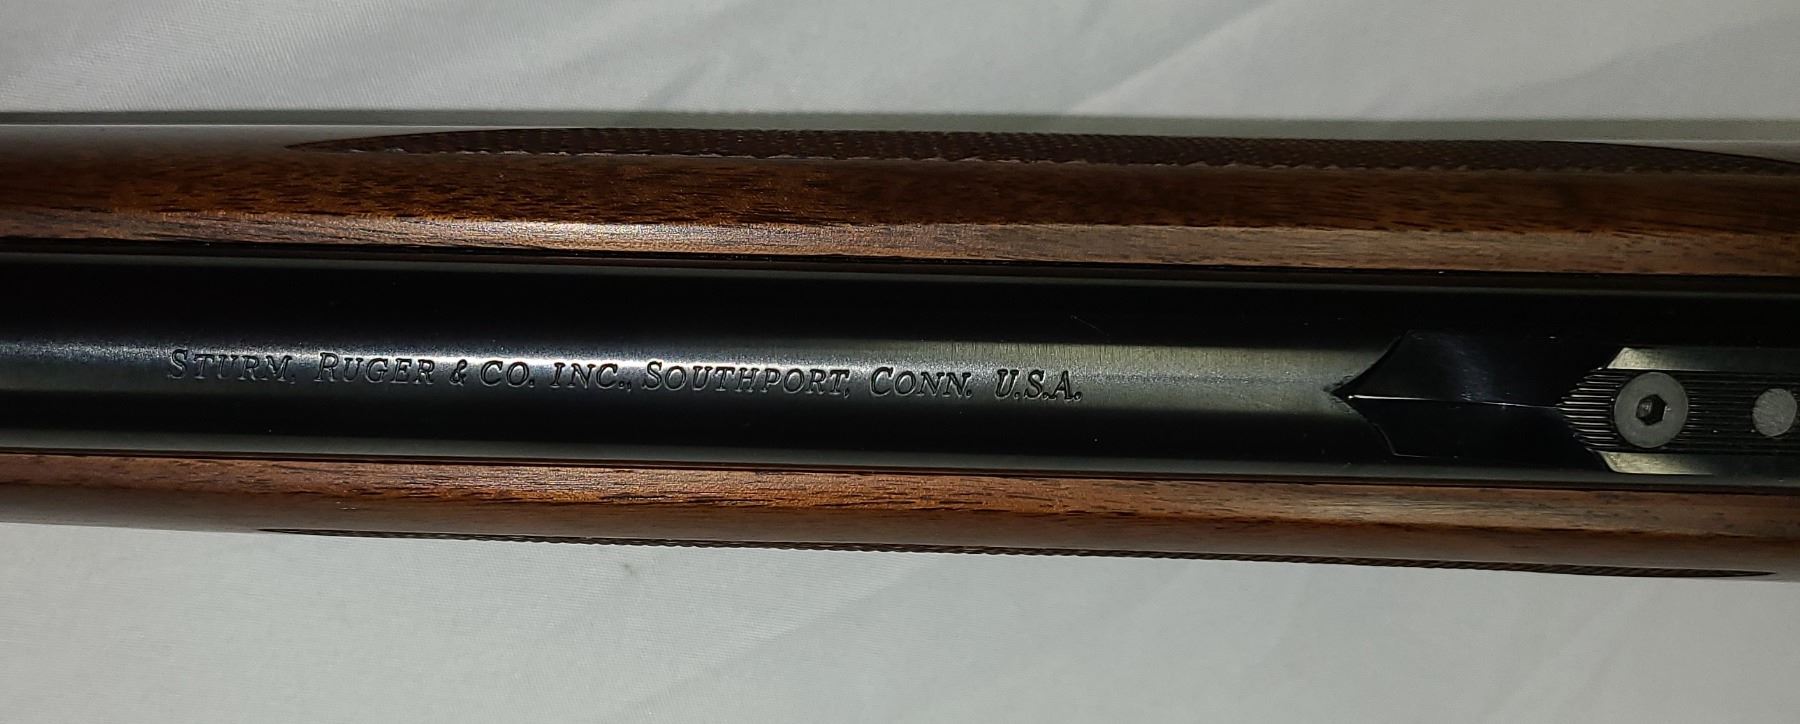 STURM, RUGER & CO. INC., SOUTHPORT, CONN. U.S.A.